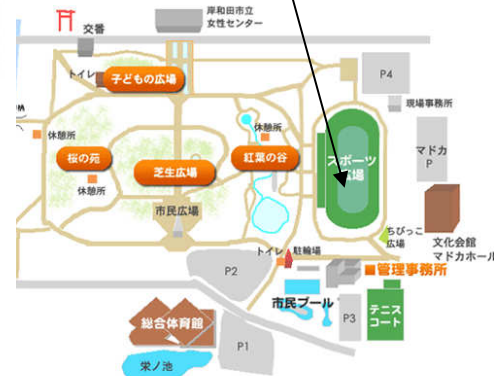 岸和田市立
女性センター
交番
トイレ
子どもの広場
P4
現場事務所
休憩所
休憩所
桜の苑
芝生広場
紅葉の谷
スポーツ
広場
マドカ
P
休憩所
市民広場
ちびっこ
広場
文化会館
マドカホール
トイレ
駐輪場
管理事務所
P2
市民プール
P3
テニス
コート
総合体育館
P1
栄ノ池